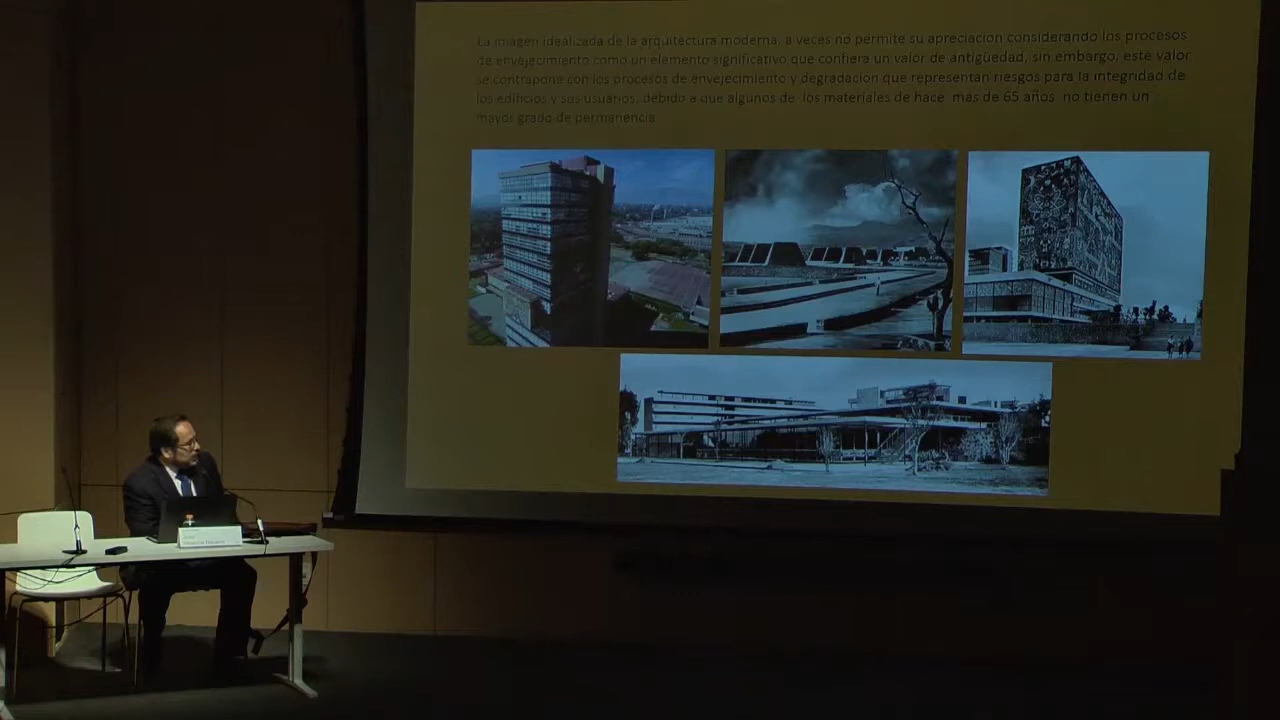 La imagen idealizada de la arquitectura moderna, a veces no permite su apreciación considerando los procesos
de envejecimiento como un elemento significativo que confiera un valor de antigüedad, sin embargo, este valor
se contrapone con los procesos de envejecimiento y degradación que representan riesgos para la integridad de
los edificios y sus usuarios, debido a que algunos de los materiales de hace mas de 65 años no tienen un
mayor grado de permanencia